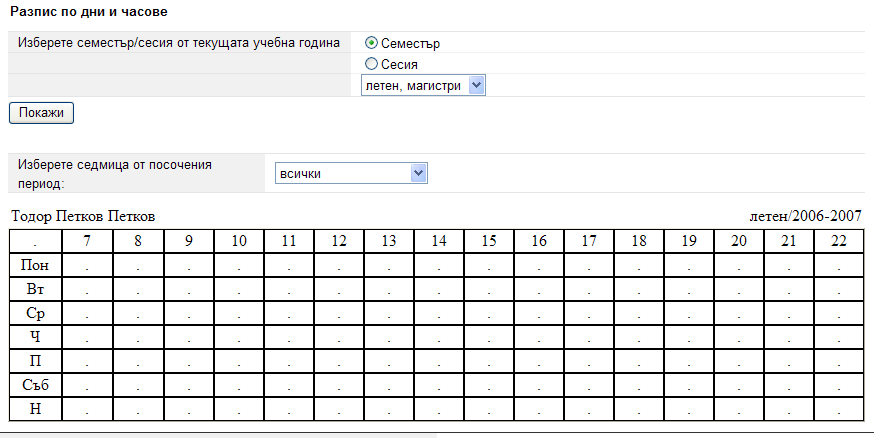 Разпис по дни и часове
Изберете семестър/сесия от текущата учебна година
Семестър
Сесия
летен, магистри
Покажи
Изберете седмица от посочения
период:
всички
Тодор Петков Петков летен/2006-2007
. 7 8 9 10 11 12 13 14 15 16 17 18 19 20 21 22
Пон . . . . . . . . . . . . . . . .
Вт . . . . . . . . . . . . . . . .
Ср . . . . . . . . . . . . . . . .
Ч . . . . . . . . . . . . . . . .
П . . . . . . . . . . . . . . . .
Съб . . . . . . . . . . . . . . . .
Н . . . . . . . . . . . . . . . .